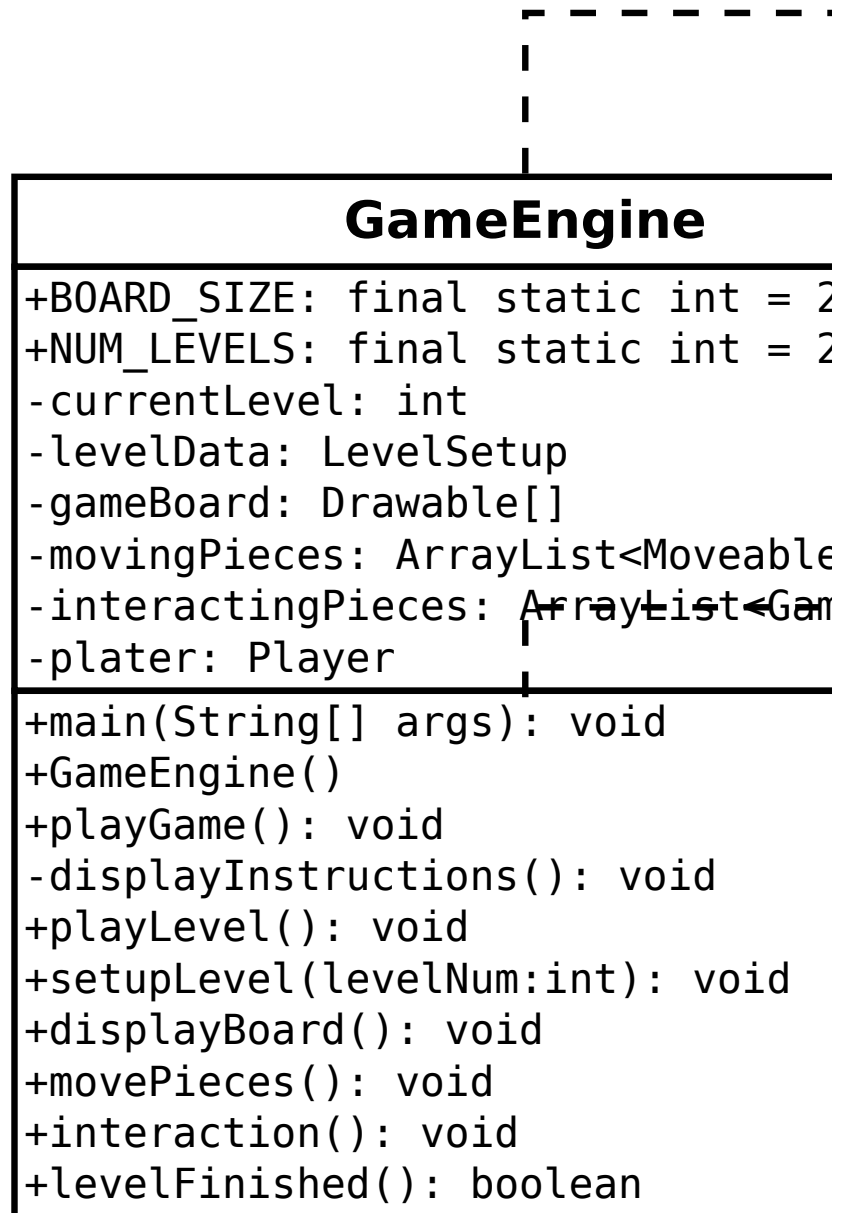 GameEngine
+BOARD_SIZE: final static int = 2
+NUM_LEVELS: final static int = 2
-currentLevel: int
-levelData: LevelSetup
-gameBoard: Drawable[]
-movingPieces: ArrayList<Moveable
-interactingPieces: ArrayList<Gam
-plater: Player
+main(String[] args): void
+GameEngine()
+playGame(): void
-displayInstructions(): void
+playLevel(): void
+setupLevel(levelNum:int): void
+displayBoard(): void
+movePieces(): void
+interaction(): void
+levelFinished(): boolean